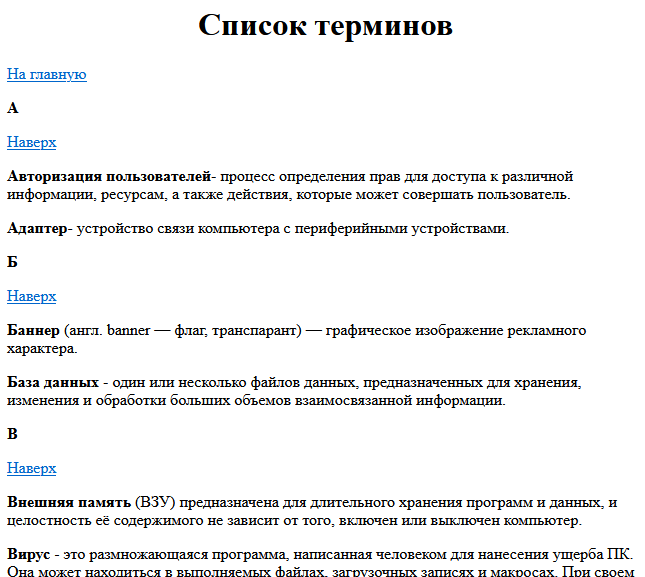 Список терминов
На главную
А
Наверх
Авторизация пользователей- процесс определения прав для доступа к различной
информации, ресурсам, а также действия, которые может совершать пользователь.
Адаптер- устройство связи компьютера с периферийными устройствами.
Б
Наверх
Баннер (англ. banner — флаг, транспарант) — графическое изображение рекламного
характера.
База данных - один или несколько файлов данных, предназначенных для хранения,
изменения и обработки больших объемов взаимосвязанной информации.
В
Наверх
Внешняя память (ВЗУ) предназначена для длительного хранения программ и данных, и
целостность её содержимого не зависит от того, включен или выключен компьютер.
Вирус - это размножающаяся программа, написанная человеком для нанесения ущерба ПК.
Она может находиться в выполняемых файлах, загрузочных записях и макросах. При своем